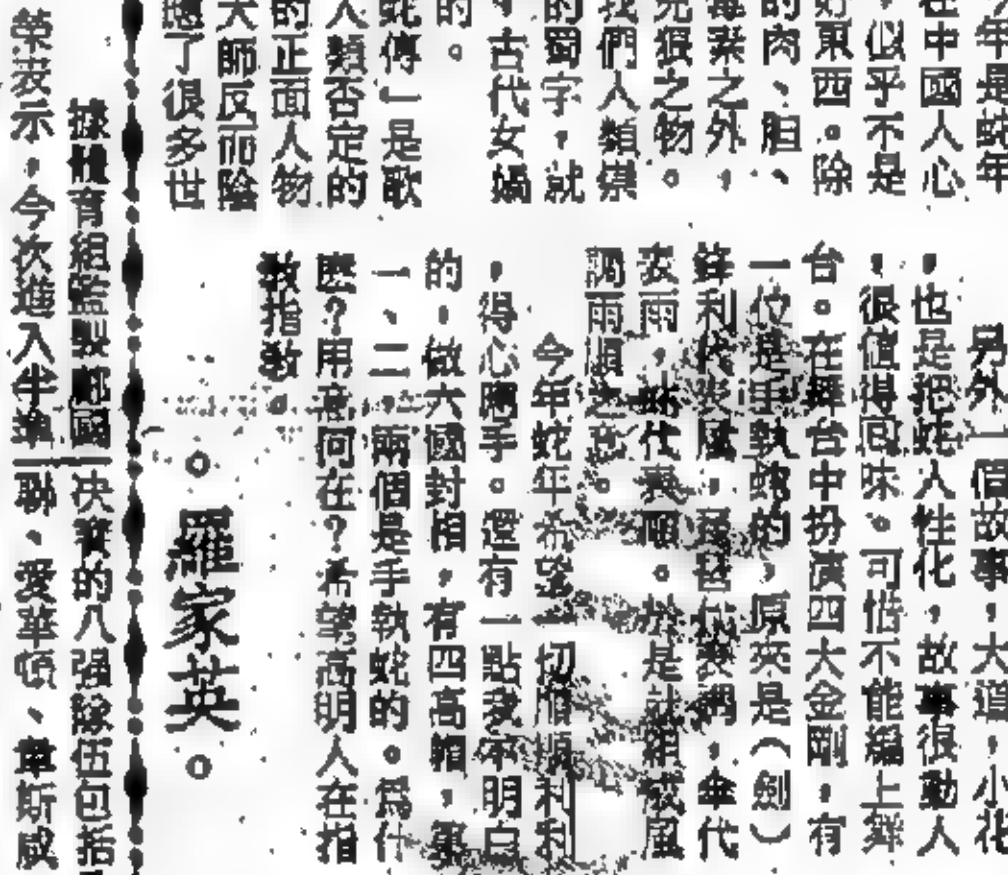 年是蛇年
在中國人心
，似乎不是
好東西。除
的肉、胆、
毒素之外，
兇狠之物。
我們人類祺
的蜀字，就
，古代女媧
的。
蛇傳」是歌
人類否定的
的正面人物
大師反而陰
隱了很多世
另外一個故事，大道，小花
，也是把蛇人性化，故事很動人
，很值得回味。可惜不能編上舞
台。在舞台中扮演四大金剛，有
一位是手執蛇的，原來是（劍）
鋒利代表風，琵琶代表調，傘代
表雨，蛇代表順。於是計組成風
調雨順之意。
今年蛇年希望一切順順利利
，得心應手。還有一點我不明白
的，做六國封相，有四高帽，軍
一、二，兩個是手執蛇的。爲什
麽？用意何在？希望高明人在指
教指教。
。羅家英。
據體育組監製鄭國
決賽的八强隊伍包括
榮表示，今次進入半準
聯、愛華頓、車斯咸